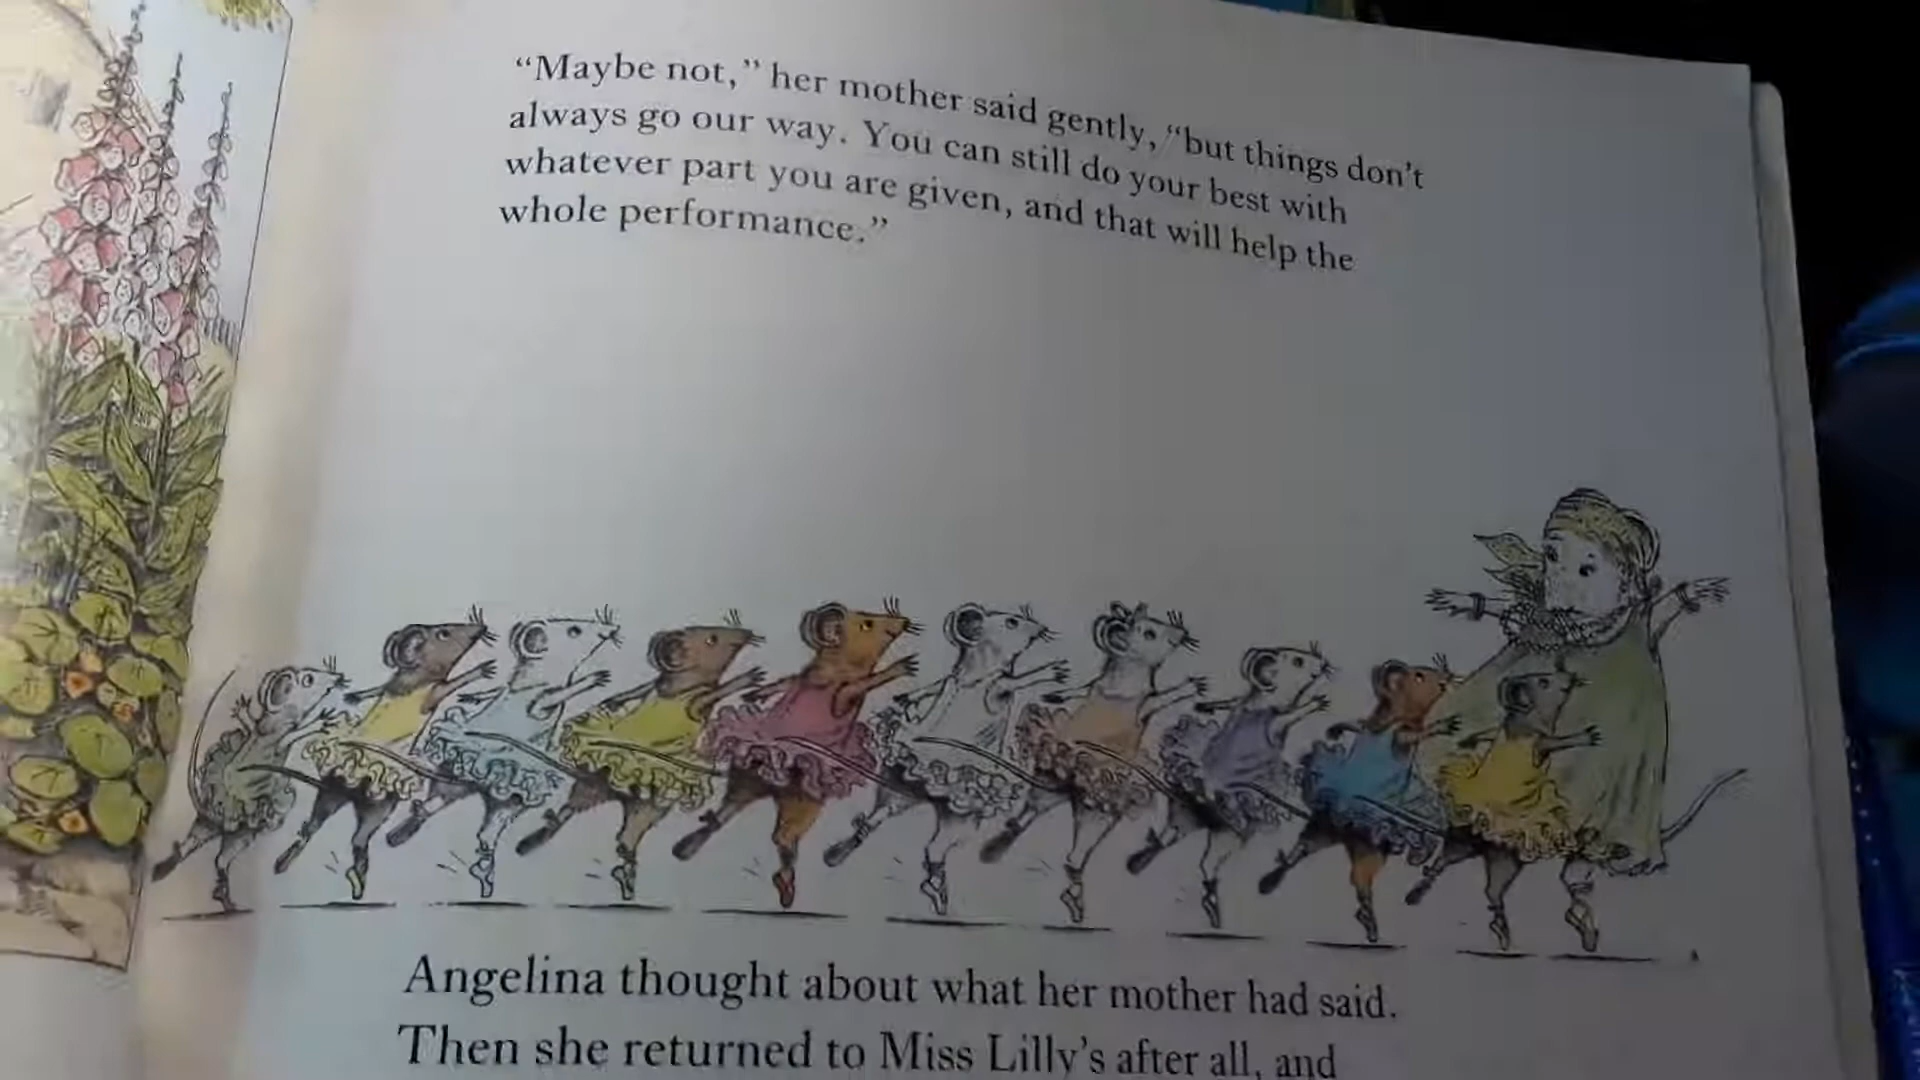 “Maybe not,” her mother said gently, “but things don’t
always go our way. You can still do your best with
whatever part you are given, and that will help the
whole performance.”
Angelina thought about what her mother had said.
Then she returned to Miss Lilly’s after all, and